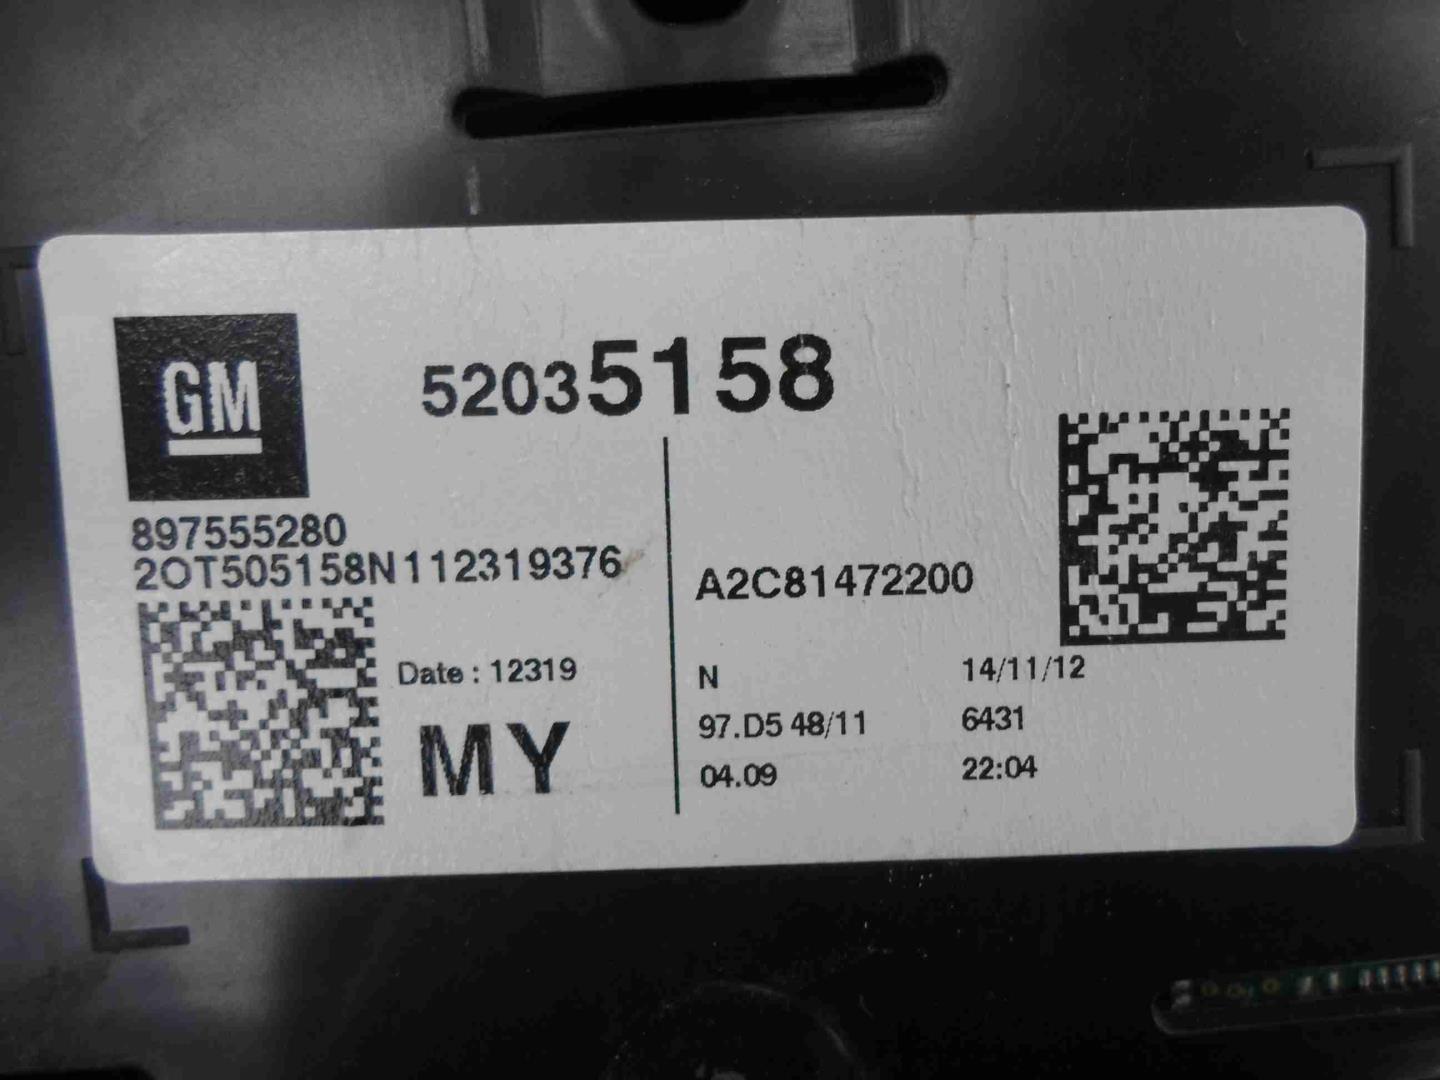 GM
52035158
897555280
20T505158N112319376
Date : 12319
MY
A2C81472200
N 14/11/12
97.D5 48/11 6431
04.09 22:04